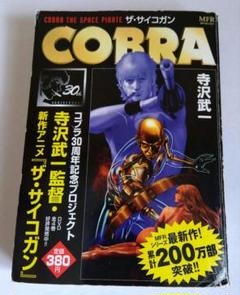 COBRA THE SPACE PIRATE ザ・サイコガン
MFR
COBRA
寺沢武一
30th
コブラ30周年記念プロジェクト
寺沢武一監督・
新作アニメ『ザ・サイコガン』
DVD
定価
380円
MFR
シリーズ
最新作!
累計200万部
突破!!